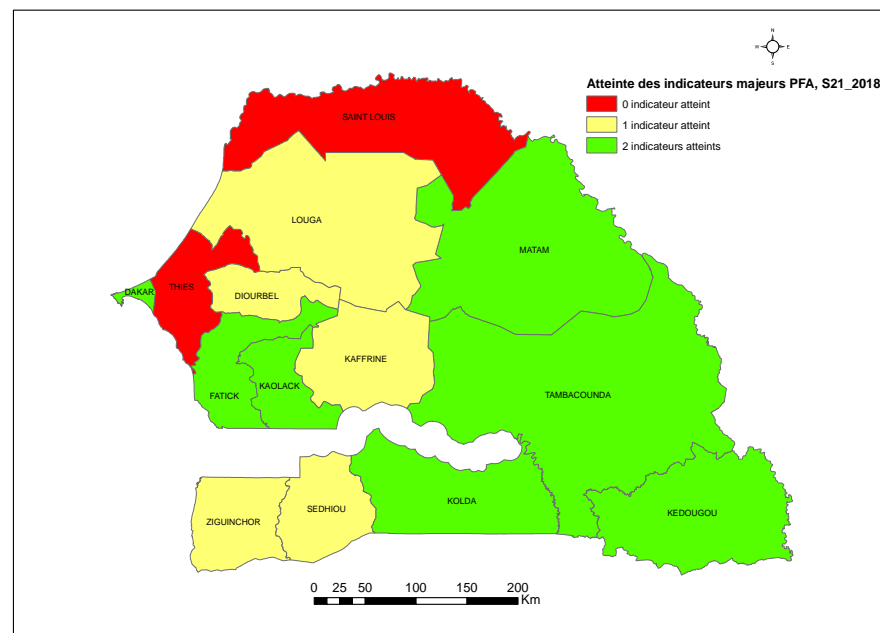 N
W E
S
Atteinte des indicateurs majeurs PFA, S21_2018
0 indicateur atteint
1 indicateur atteint
2 indicateurs atteints
SAINT LOUIS
LOUGA
MATAM
DAKAR
THIES
DIOURBEL
KAFFRINE
FATICK
KAOLACK
TAMBACOUNDA
ZIGUINCHOR
SEDHIOU
KOLDA
KEDOUGOU
0 25 50 100 150 200
Km